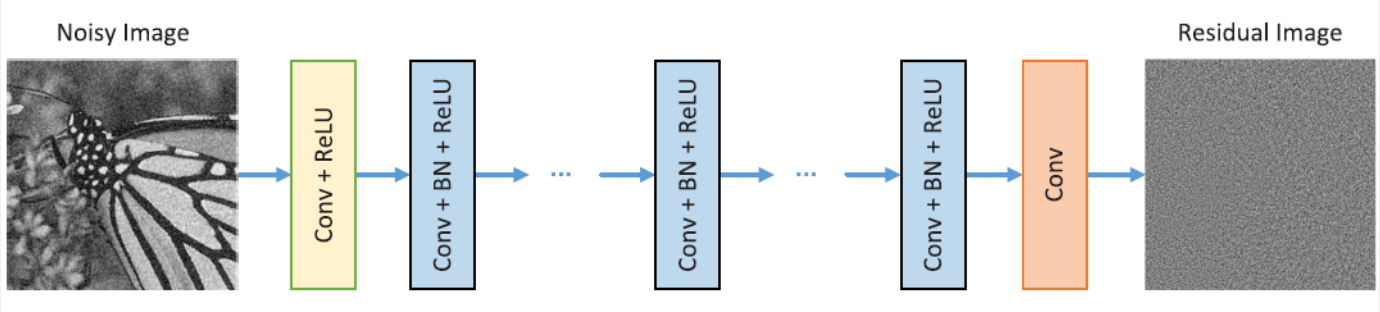 Noisy Image
Residual Image
Conv + ReLU
Conv + BN + ReLU
...
Conv + BN + ReLU
...
Conv + BN + ReLU
Conv